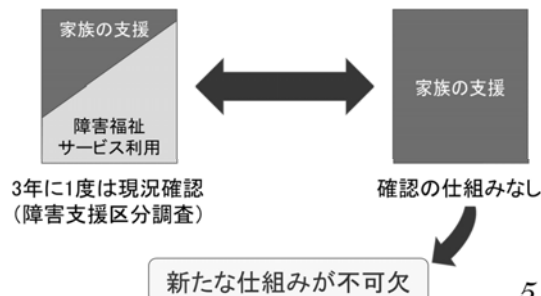 家族の支援
障害福祉
サービス利用
3年に1度は現況確認
(障害支援区分調査)
家族の支援
確認の仕組みなし
新たな仕組みが不可欠
5